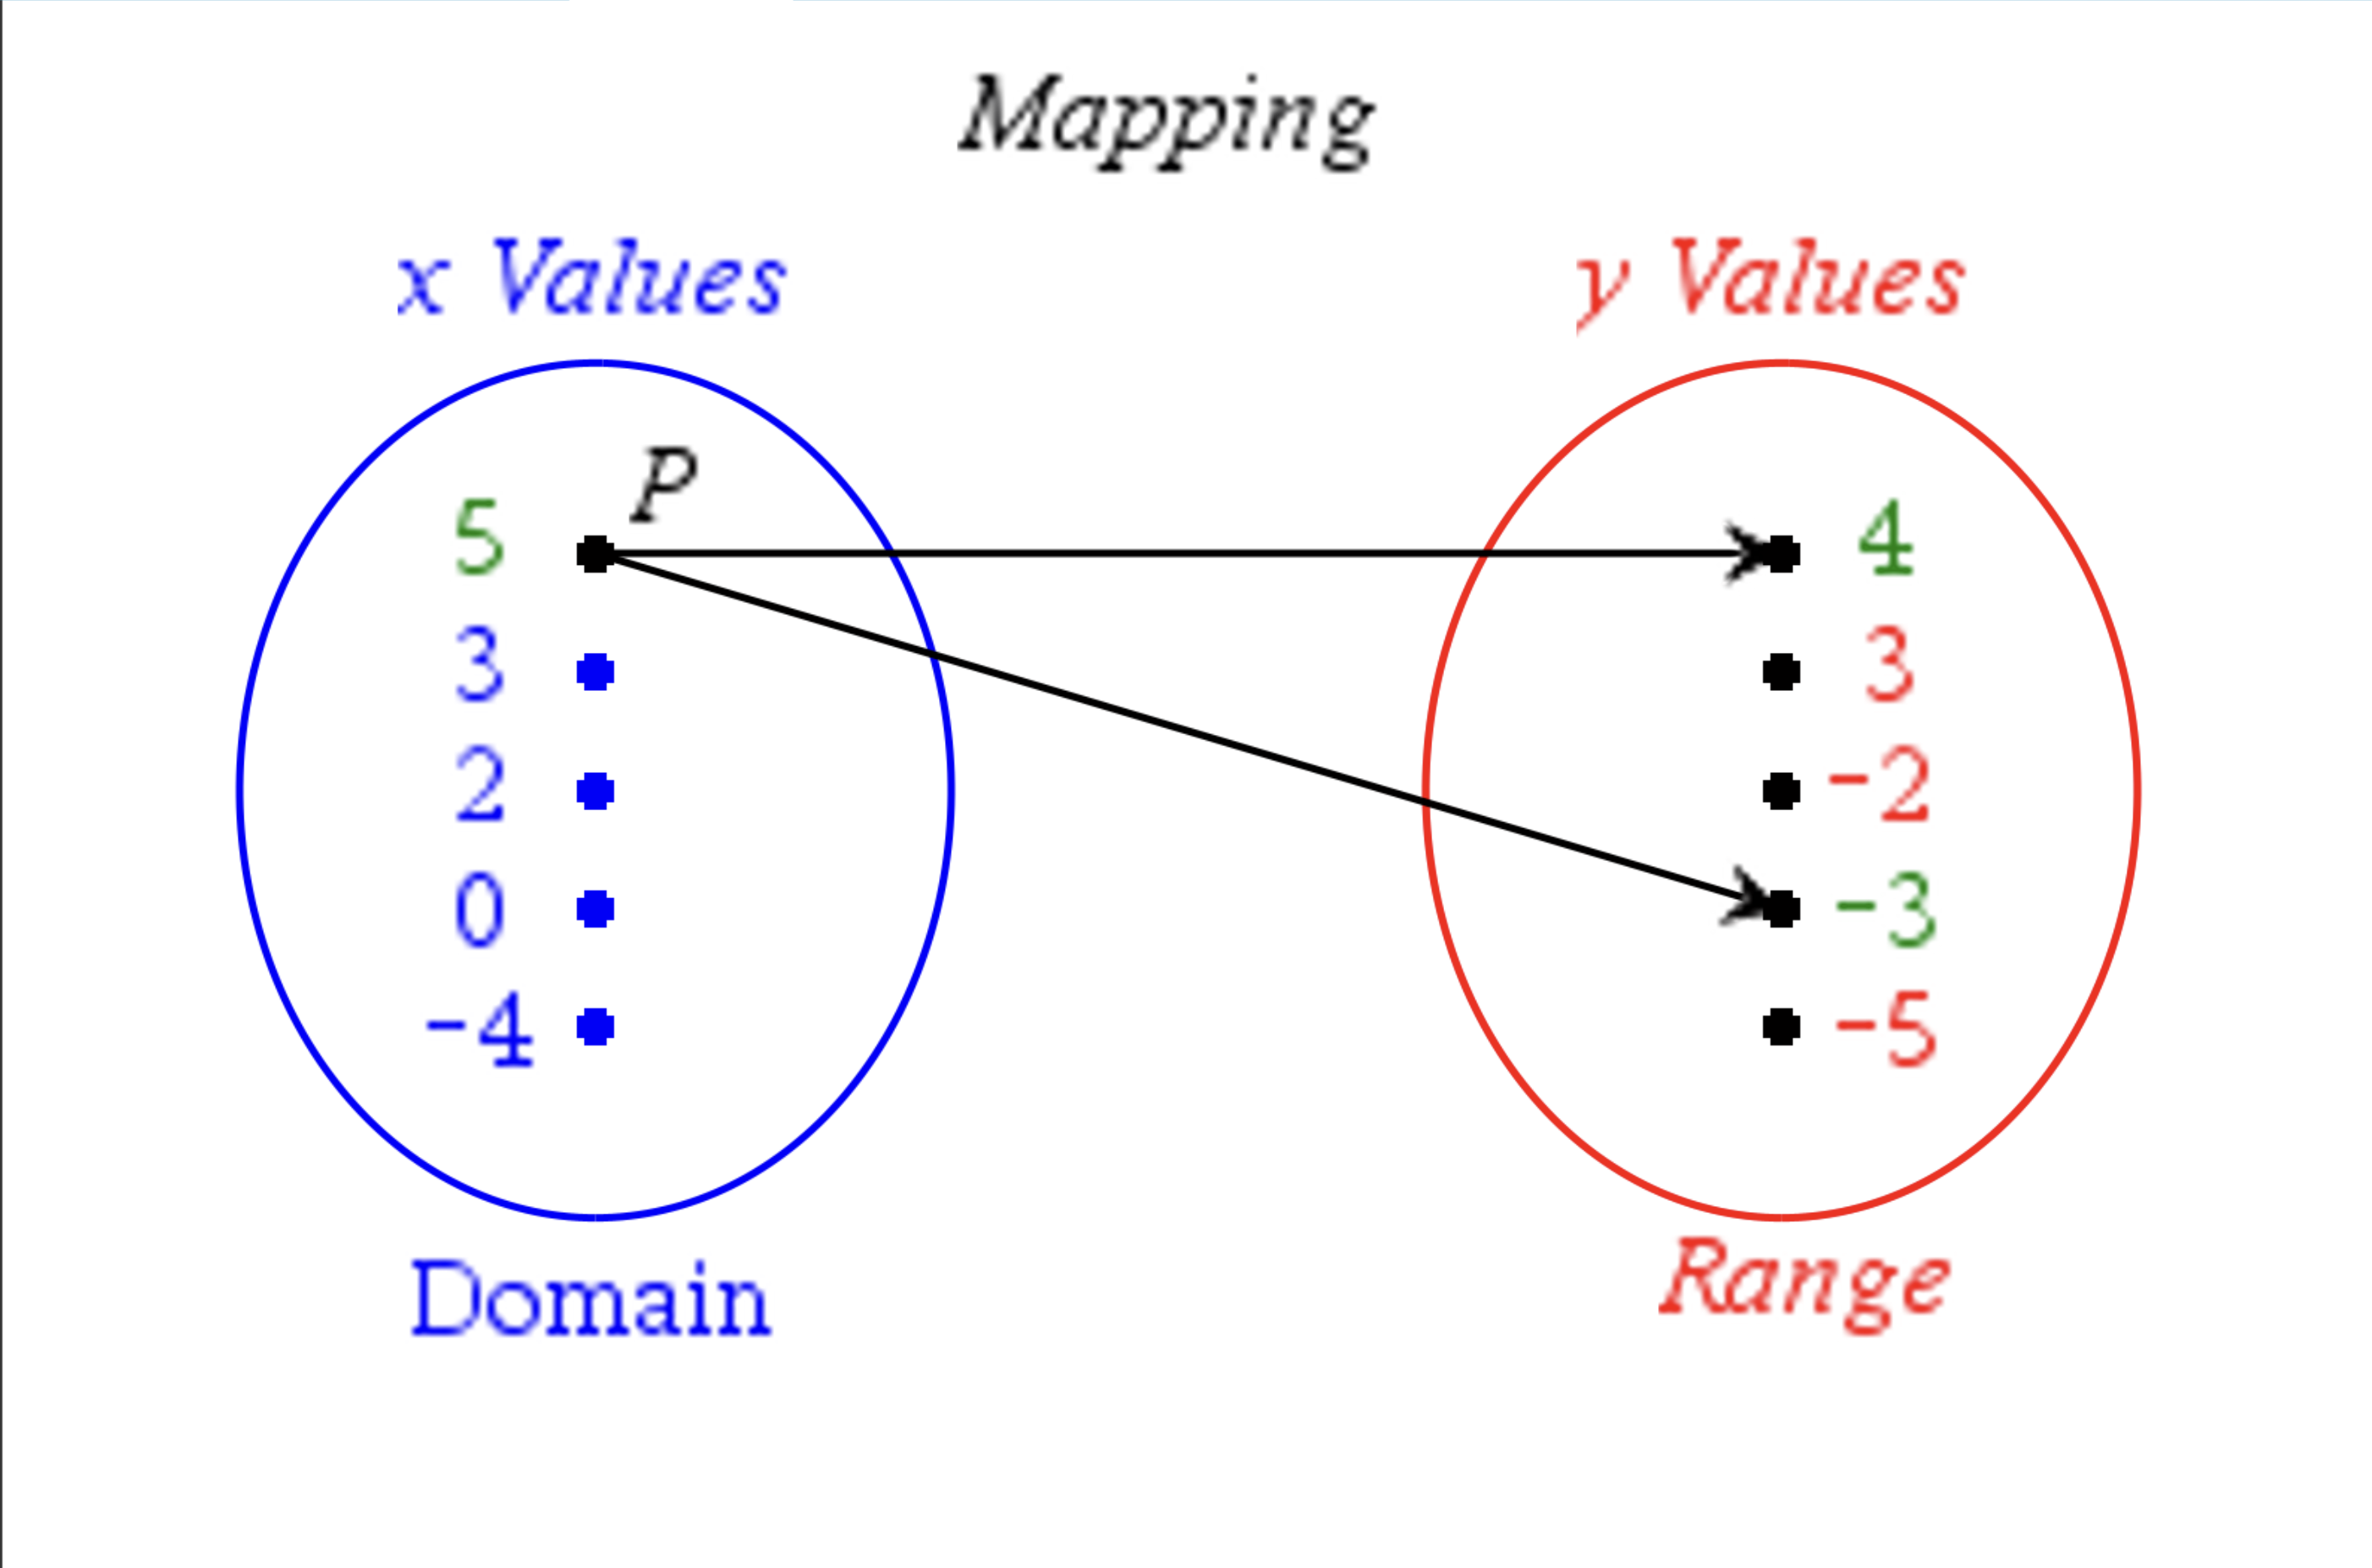 Mapping
x Values y Values
P
5 4
3 3
2 -2
0 -3
-4 -5
Domain Range